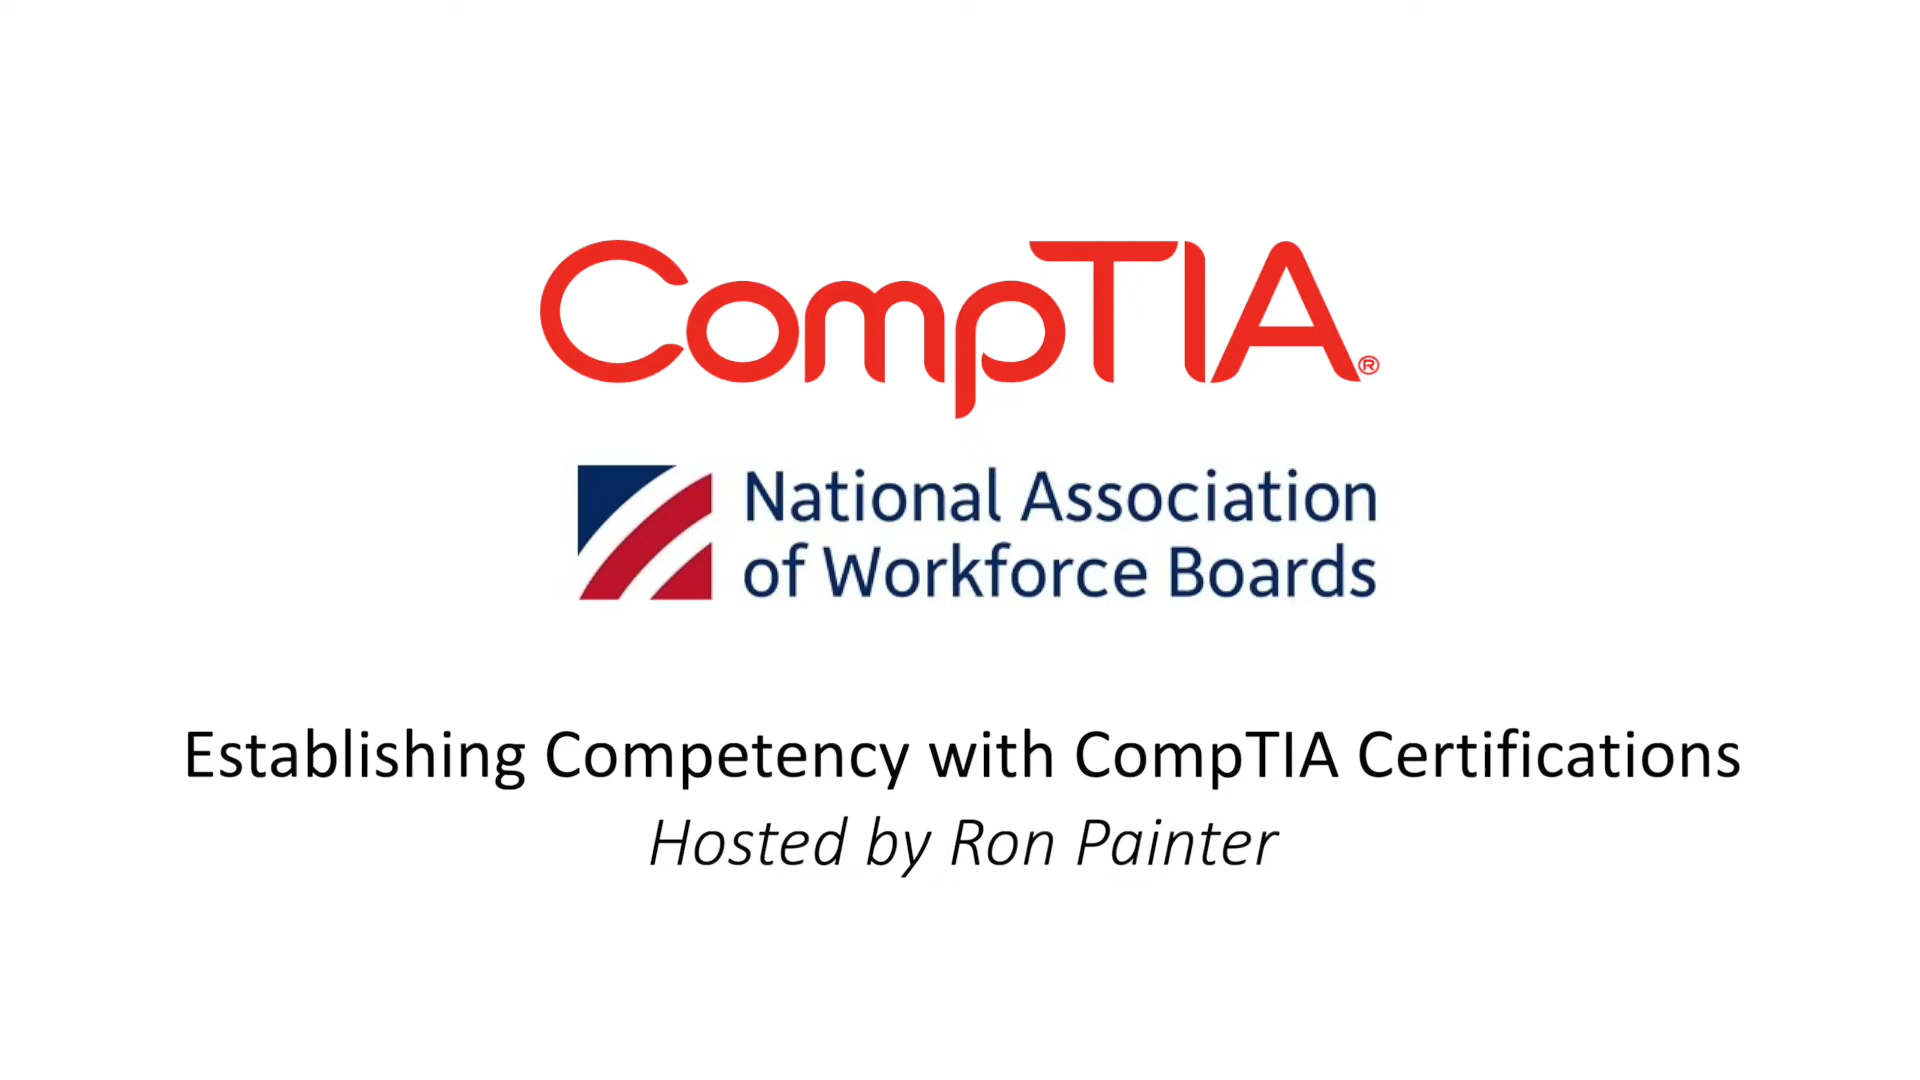 CompTIA®
National Association
of Workforce Boards
Establishing Competency with CompTIA Certifications
Hosted by Ron Painter